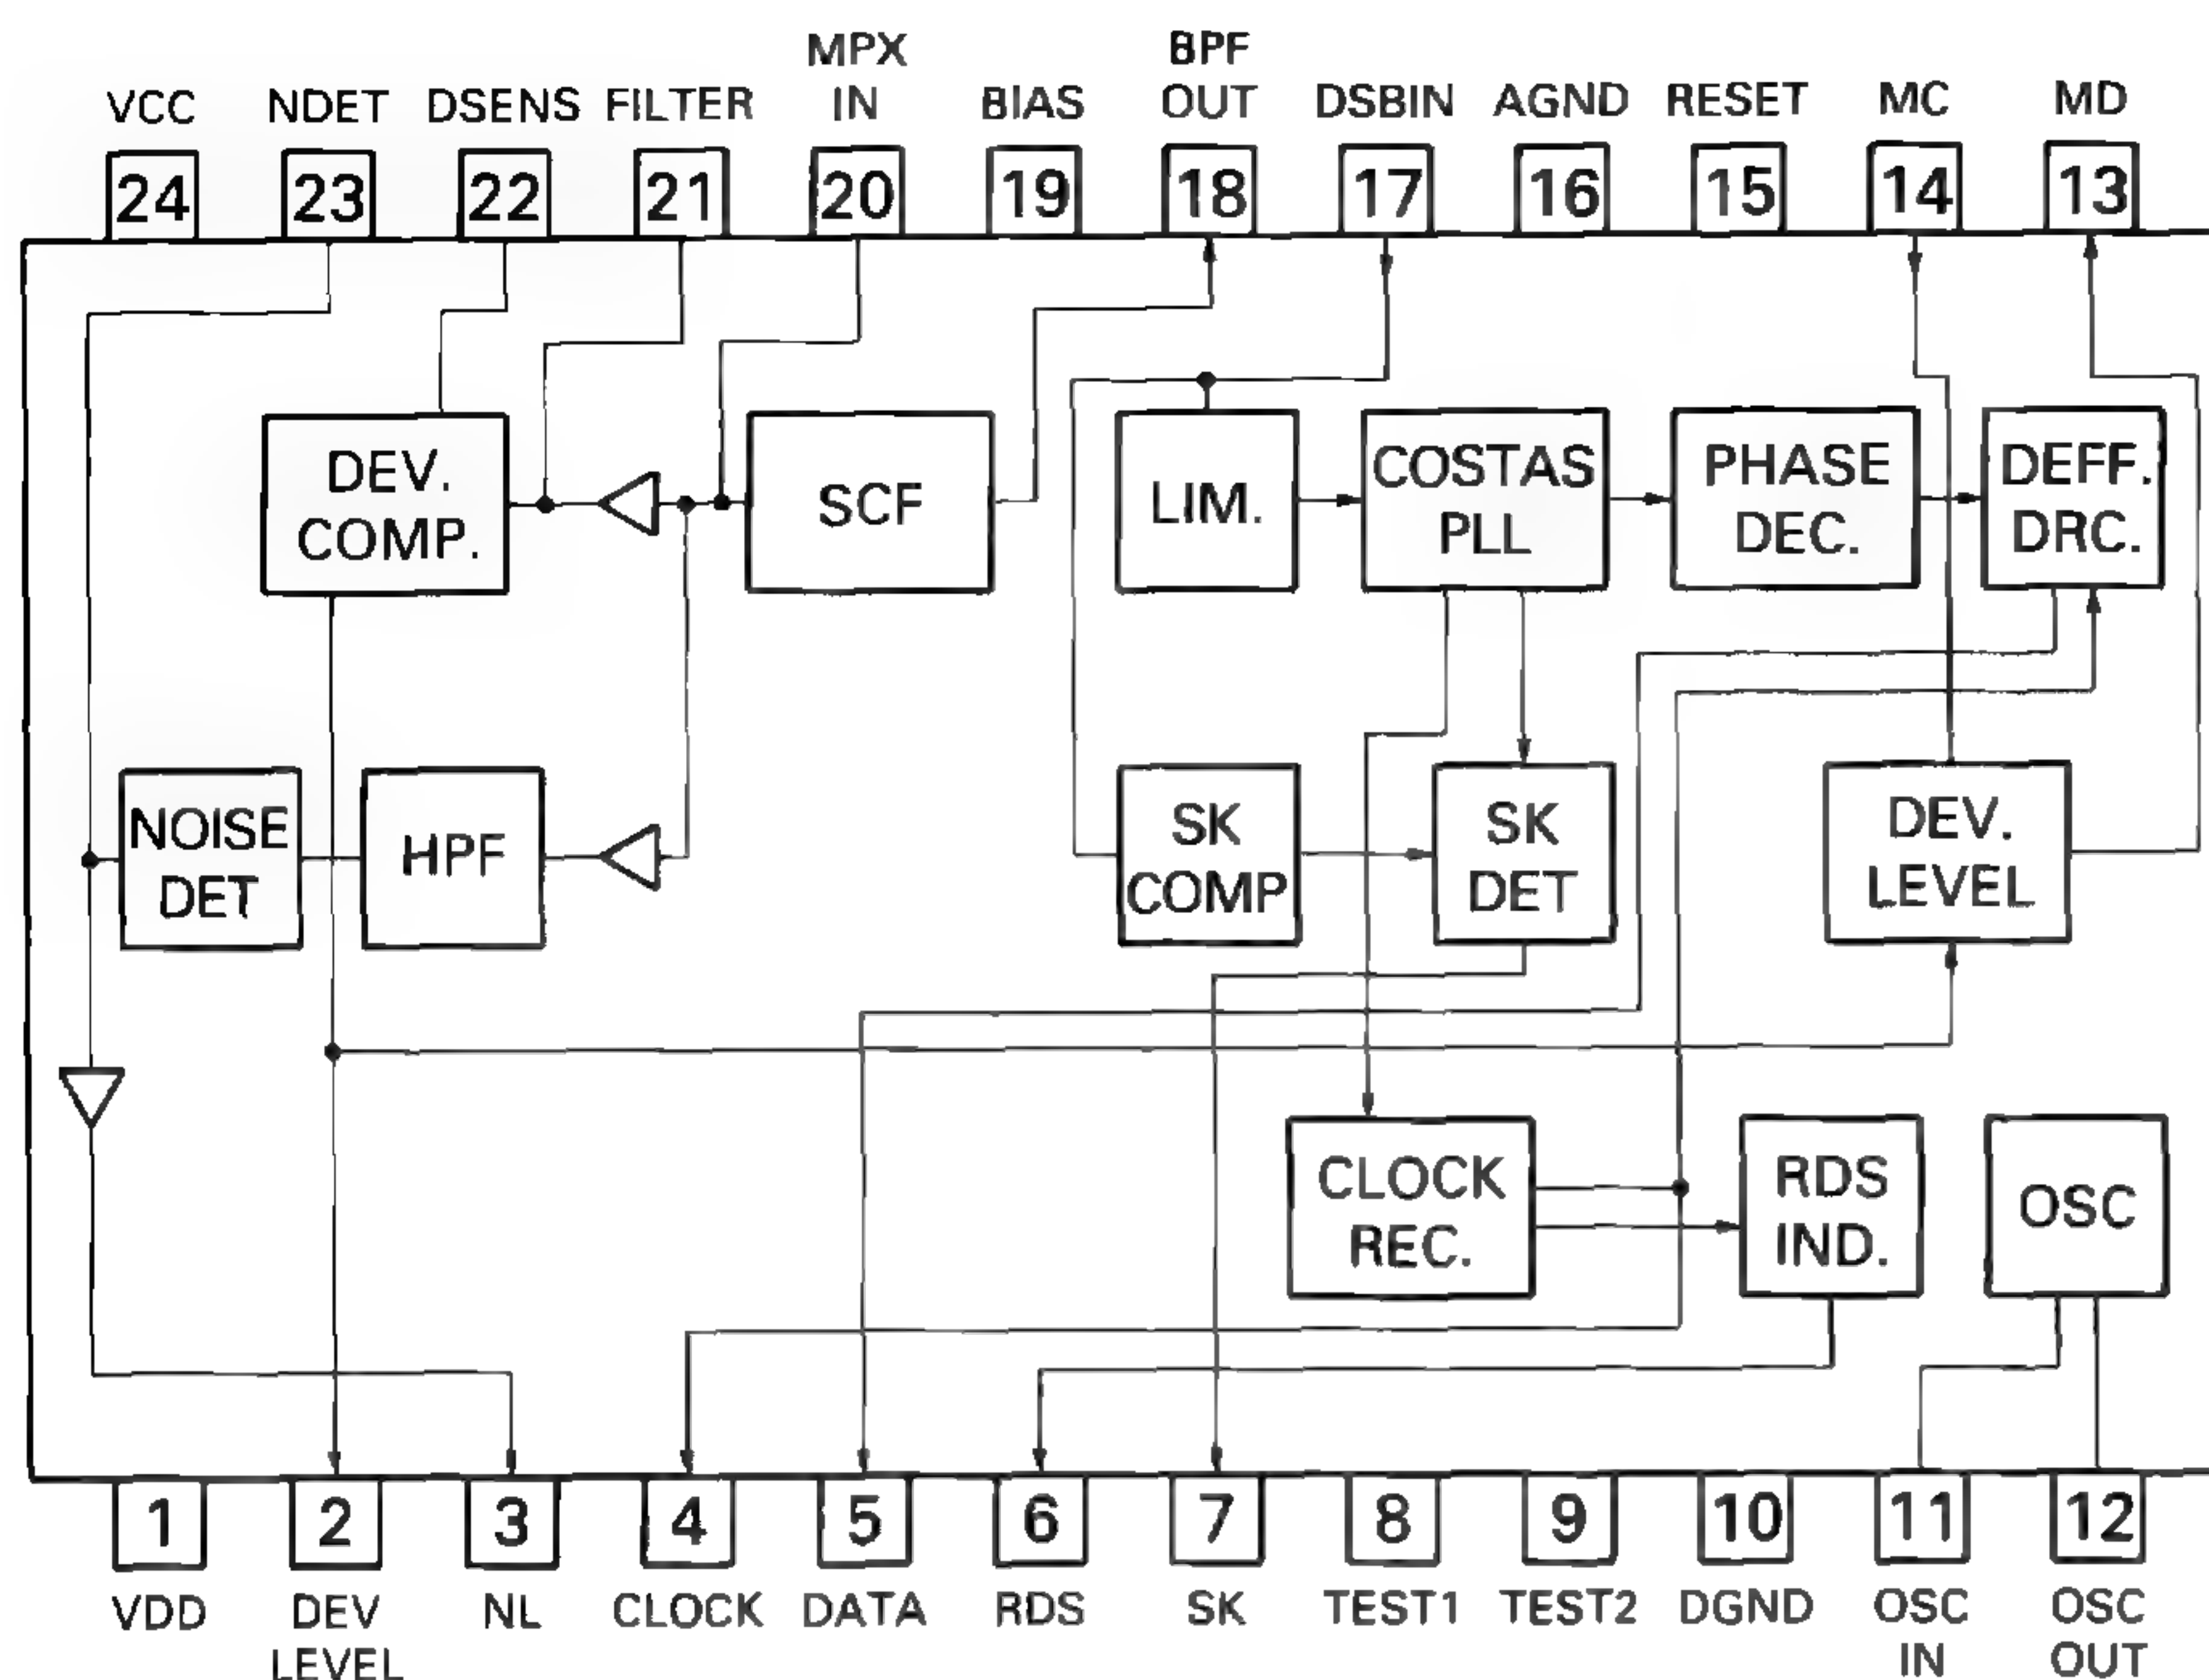 MPX
BPF
VCC NDET DSENS FILTER IN BIAS OUT DSBIN AGND RESET MC MD
24 23 22 21 20 19 18 17 16 15 14 13
DEV.
COMP.
SCF
LIM.
COSTAS
PLL
PHASE
DEC.
DEFF.
DRC.
NOISE
DET
HPF
SK
COMP
SK
DET
DEV.
LEVEL
CLOCK
REC.
RDS
IND.
OSC
1 2 3 4 5 6 7 8 9 10 11 12
VDD DEV NL CLOCK DATA RDS SK TEST1 TEST2 DGND OSC OSC
LEVEL IN OUT